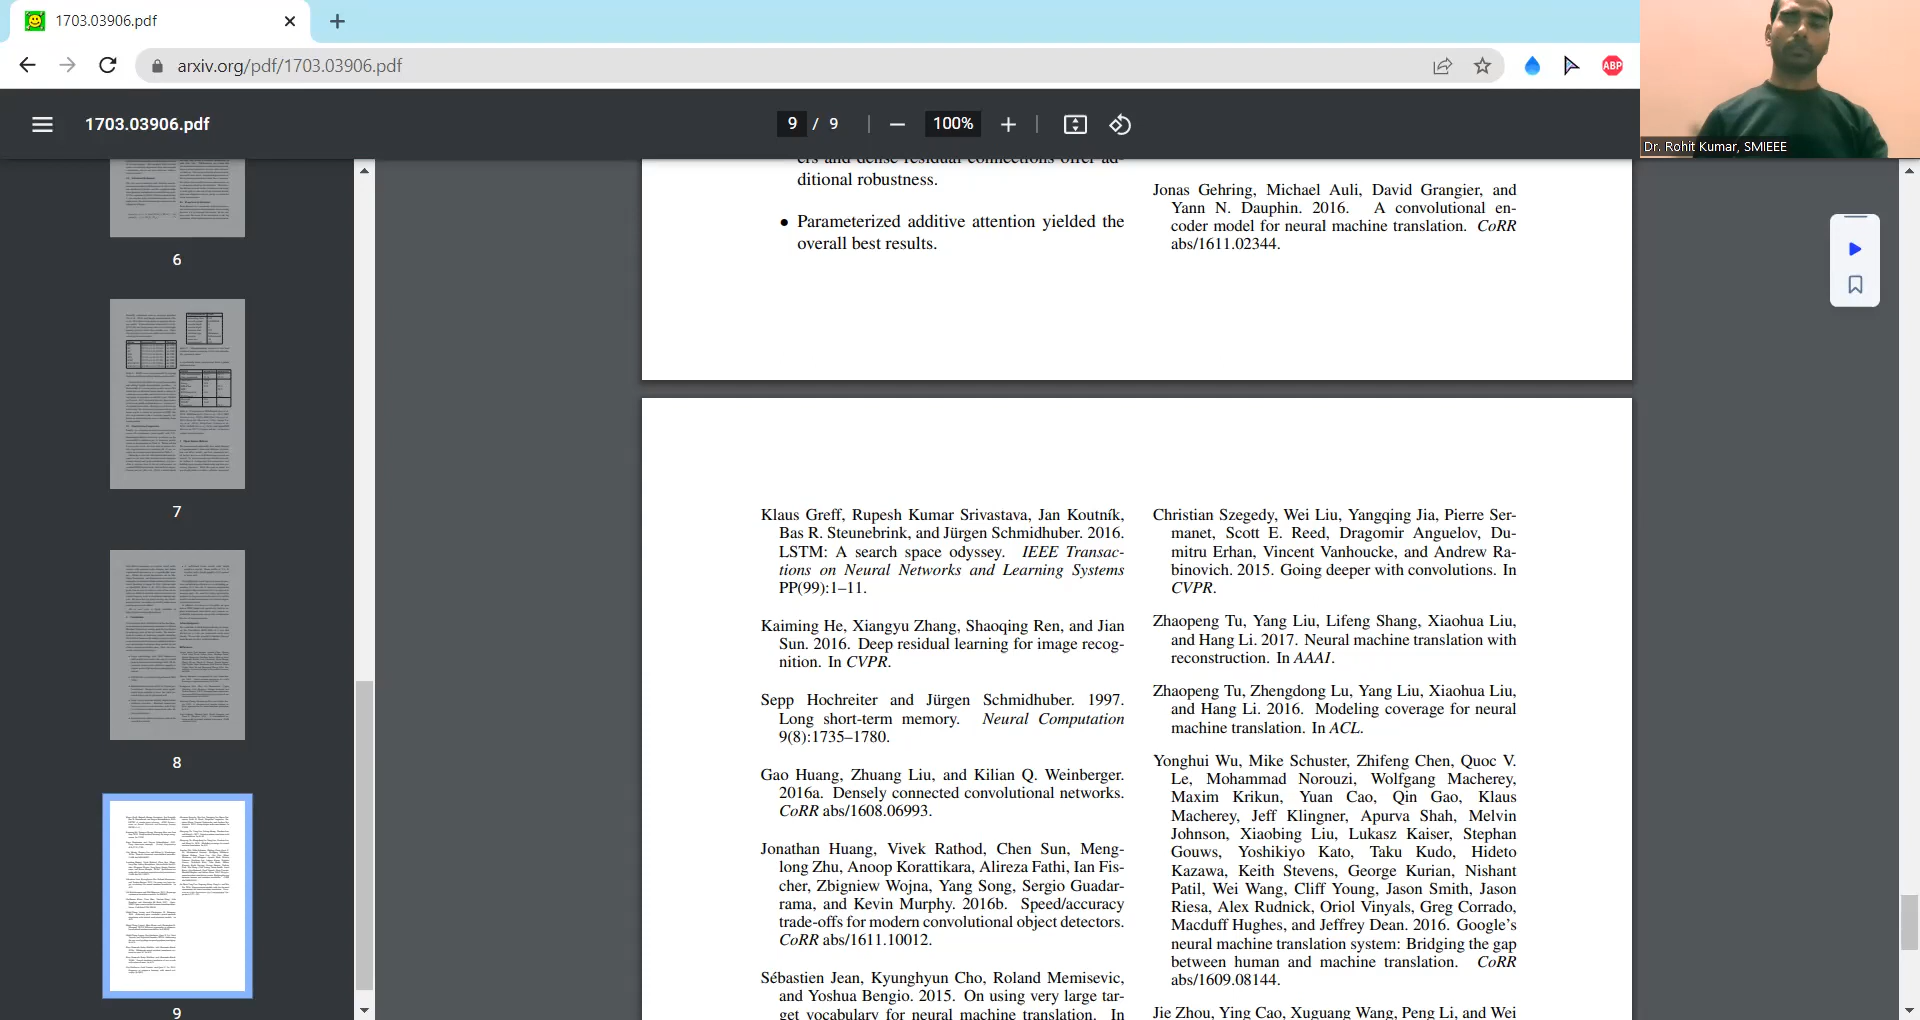 1703.03906.pdf
arxiv.org/pdf/1703.03906.pdf
ABP
1703.03906.pdf
9 / 9
100%
Dr. Rohit Kumar, SMIEEE
6
7
8
9
ers and dense residual connections offer ad-
ditional robustness.
• Parameterized additive attention yielded the
overall best results.
Jonas Gehring, Michael Auli, David Grangier, and
Yann N. Dauphin. 2016. A convolutional en-
coder model for neural machine translation. CoRR
abs/1611.02344.
Klaus Greff, Rupesh Kumar Srivastava, Jan Koutník,
Bas R. Steunebrink, and Jürgen Schmidhuber. 2016.
LSTM: A search space odyssey. IEEE Transac-
tions on Neural Networks and Learning Systems
PP(99):1–11.
Kaiming He, Xiangyu Zhang, Shaoqing Ren, and Jian
Sun. 2016. Deep residual learning for image recog-
nition. In CVPR.
Sepp Hochreiter and Jürgen Schmidhuber. 1997.
Long short-term memory. Neural Computation
9(8):1735–1780.
Gao Huang, Zhuang Liu, and Kilian Q. Weinberger.
2016a. Densely connected convolutional networks.
CoRR abs/1608.06993.
Jonathan Huang, Vivek Rathod, Chen Sun, Meng-
long Zhu, Anoop Korattikara, Alireza Fathi, Ian Fis-
cher, Zbigniew Wojna, Yang Song, Sergio Guadar-
rama, and Kevin Murphy. 2016b. Speed/accuracy
trade-offs for modern convolutional object detectors.
CoRR abs/1611.10012.
Sébastien Jean, Kyunghyun Cho, Roland Memisevic,
and Yoshua Bengio. 2015. On using very large tar-
get vocabulary for neural machine translation. In
Christian Szegedy, Wei Liu, Yangqing Jia, Pierre Ser-
manet, Scott E. Reed, Dragomir Anguelov, Du-
mitru Erhan, Vincent Vanhoucke, and Andrew Ra-
binovich. 2015. Going deeper with convolutions. In
CVPR.
Zhaopeng Tu, Yang Liu, Lifeng Shang, Xiaohua Liu,
and Hang Li. 2017. Neural machine translation with
reconstruction. In AAAI.
Zhaopeng Tu, Zhengdong Lu, Yang Liu, Xiaohua Liu,
and Hang Li. 2016. Modeling coverage for neural
machine translation. In ACL.
Yonghui Wu, Mike Schuster, Zhifeng Chen, Quoc V.
Le, Mohammad Norouzi, Wolfgang Macherey,
Maxim Krikun, Yuan Cao, Qin Gao, Klaus
Macherey, Jeff Klingner, Apurva Shah, Melvin
Johnson, Xiaobing Liu, Lukasz Kaiser, Stephan
Gouws, Yoshikiyo Kato, Taku Kudo, Hideto
Kazawa, Keith Stevens, George Kurian, Nishant
Patil, Wei Wang, Cliff Young, Jason Smith, Jason
Riesa, Alex Rudnick, Oriol Vinyals, Greg Corrado,
Macduff Hughes, and Jeffrey Dean. 2016. Google's
neural machine translation system: Bridging the gap
between human and machine translation. CoRR
abs/1609.08144.
Jie Zhou, Ying Cao, Xuguang Wang, Peng Li, and Wei